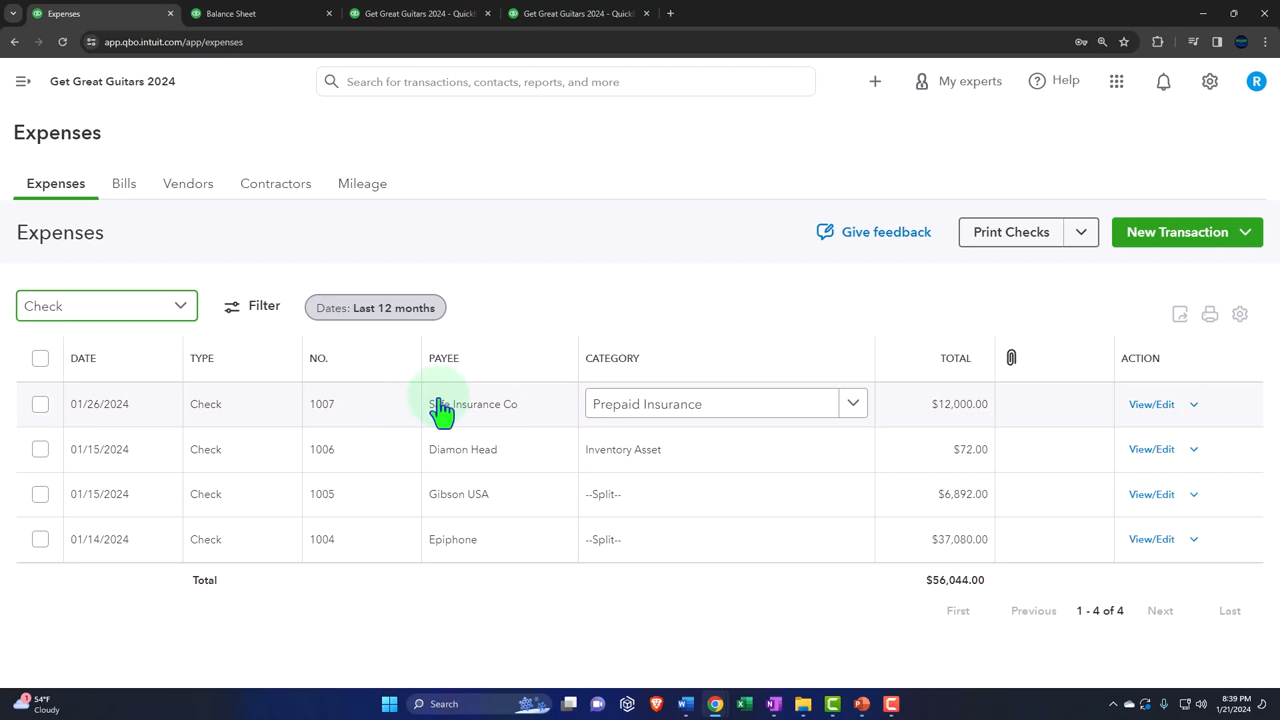 Expenses
Balance Sheet
Get Great Guitars 2024 – Quick
Get Great Guitars 2024 – Quick
app.qbo.intuit.com/app/expenses
Get Great Guitars 2024
Search for transactions, contacts, reports, and more
My experts
Help
R
Expenses
Expenses Bills Vendors Contractors Mileage
Expenses
Give feedback
Print Checks
New Transaction
Check
Filter
Dates: Last 12 months
DATE TYPE NO. PAYEE CATEGORY TOTAL ACTION
01/26/2024 Check 1007 Safe Insurance Co Prepaid Insurance $12,000.00 View/Edit
01/15/2024 Check 1006 Diamon Head Inventory Asset $72.00 View/Edit
01/15/2024 Check 1005 Gibson USA --Split-- $6,892.00 View/Edit
01/14/2024 Check 1004 Epiphone --Split-- $37,080.00 View/Edit
Total $56,044.00
First Previous 1 - 4 of 4 Next Last
1
54°F
Cloudy
Search
8:39 PM
1/21/2024